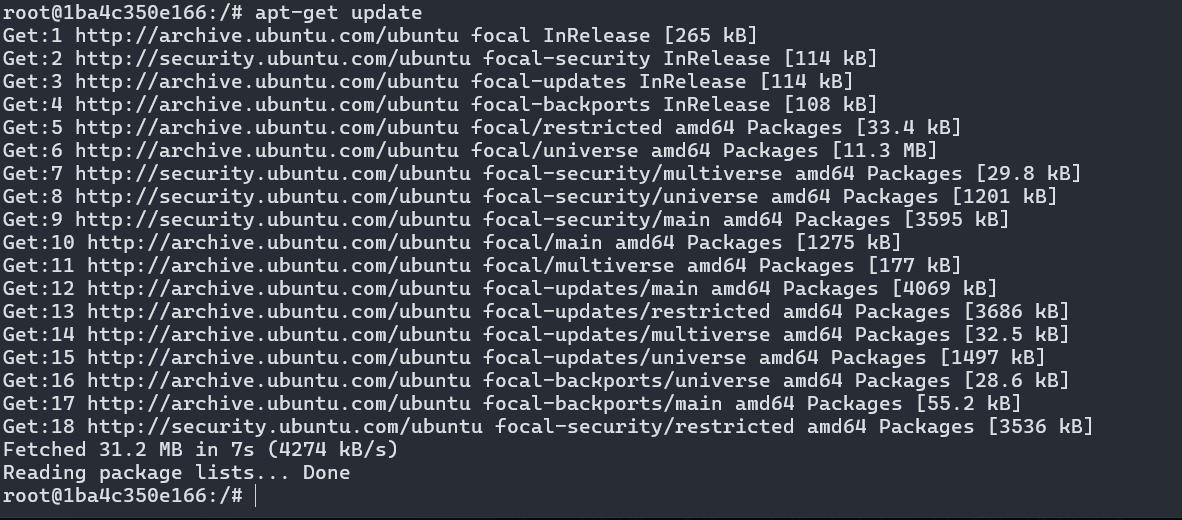 root@1ba4c350e166:/# apt-get update
Get:1 http://archive.ubuntu.com/ubuntu focal InRelease [265 kB]
Get:2 http://security.ubuntu.com/ubuntu focal-security InRelease [114 kB]
Get:3 http://archive.ubuntu.com/ubuntu focal-updates InRelease [114 kB]
Get:4 http://archive.ubuntu.com/ubuntu focal-backports InRelease [108 kB]
Get:5 http://archive.ubuntu.com/ubuntu focal/restricted amd64 Packages [33.4 kB]
Get:6 http://archive.ubuntu.com/ubuntu focal/universe amd64 Packages [11.3 MB]
Get:7 http://security.ubuntu.com/ubuntu focal-security/multiverse amd64 Packages [29.8 kB]
Get:8 http://security.ubuntu.com/ubuntu focal-security/universe amd64 Packages [1201 kB]
Get:9 http://security.ubuntu.com/ubuntu focal-security/main amd64 Packages [3595 kB]
Get:10 http://archive.ubuntu.com/ubuntu focal/main amd64 Packages [1275 kB]
Get:11 http://archive.ubuntu.com/ubuntu focal/multiverse amd64 Packages [177 kB]
Get:12 http://archive.ubuntu.com/ubuntu focal-updates/main amd64 Packages [4069 kB]
Get:13 http://archive.ubuntu.com/ubuntu focal-updates/restricted amd64 Packages [3686 kB]
Get:14 http://archive.ubuntu.com/ubuntu focal-updates/multiverse amd64 Packages [32.5 kB]
Get:15 http://archive.ubuntu.com/ubuntu focal-updates/universe amd64 Packages [1497 kB]
Get:16 http://archive.ubuntu.com/ubuntu focal-backports/universe amd64 Packages [28.6 kB]
Get:17 http://archive.ubuntu.com/ubuntu focal-backports/main amd64 Packages [55.2 kB]
Get:18 http://security.ubuntu.com/ubuntu focal-security/restricted amd64 Packages [3536 kB]
Fetched 31.2 MB in 7s (4274 kB/s)
Reading package lists... Done
root@1ba4c350e166:/#